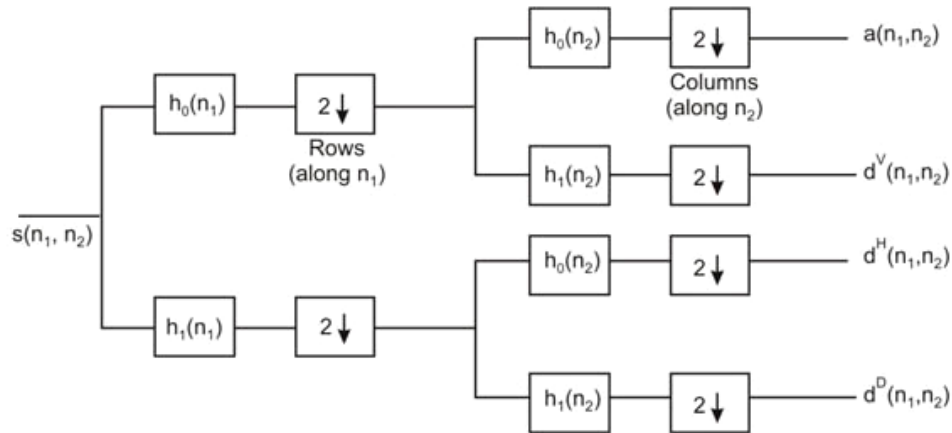 h₀(n₂)
2↓
a(n₁,n₂)
Columns
(along n₂)
h₀(n₁)
2↓
Rows
(along n₁)
h₁(n₂)
2↓
dⱽ(n₁,n₂)
s(n₁, n₂)
h₀(n₂)
2↓
dᴴ(n₁,n₂)
h₁(n₁)
2↓
h₁(n₂)
2↓
dᴰ(n₁,n₂)